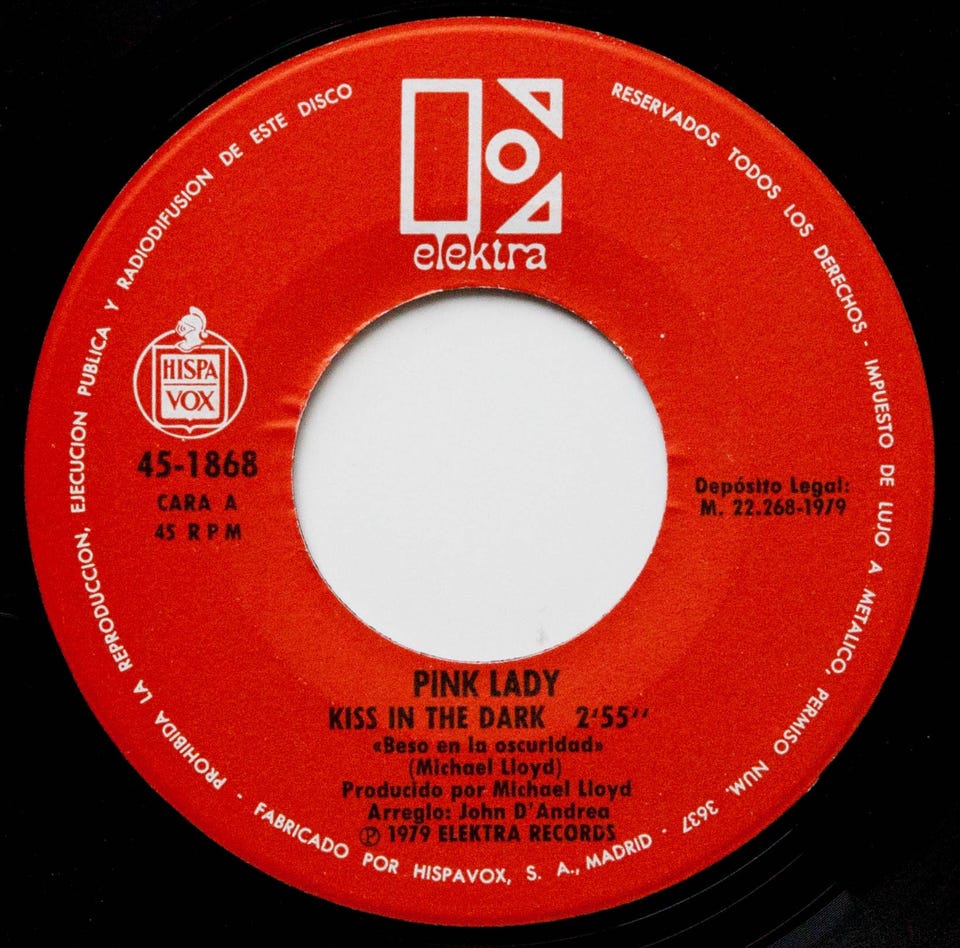 RESERVADOS TODOS LOS DERECHOS - IMPUESTO DE LUJO A METALICO, PERMISO NUM. 3637 - FABRICADO POR HISPAVOX, S. A., MADRID - PROHIBIDA LA REPRODUCCION, EJECUCION PUBLICA Y RADIODIFUSION DE ESTE DISCO
elektra
HISPA
VOX
45-1868
CARA A
45 RPM
Depósito Legal:
M. 22.268-1979
PINK LADY
KISS IN THE DARK 2'55''
«Beso en la oscuridad»
(Michael Lloyd)
Producido por Michael Lloyd
Arreglo: John D'Andrea
℗ 1979 ELEKTRA RECORDS